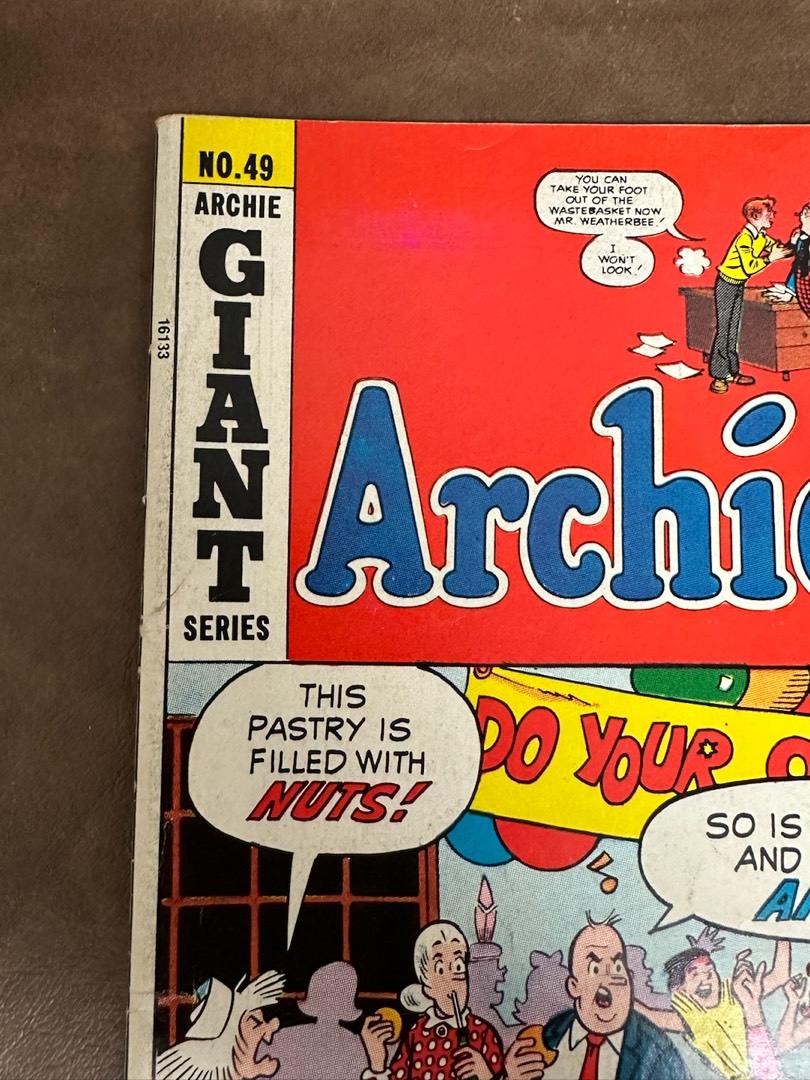 NO.49
ARCHIE
GIANT
SERIES
16133
YOU CAN
TAKE YOUR FOOT
OUT OF THE
WASTEBASKET NOW
MR. WEATHERBEE!
I
WON'T
LOOK!
Archi
THIS
PASTRY IS
FILLED WITH
NUTS!
DO YOUR O
SO IS
AND